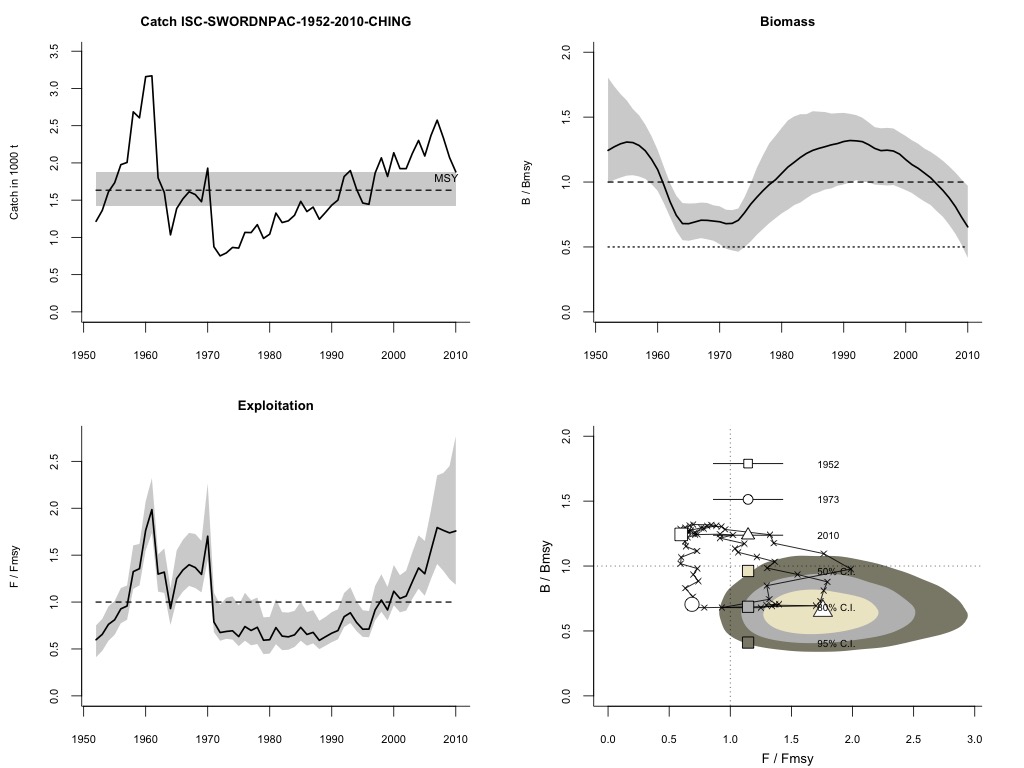 Catch ISC-SWORDNPAC-1952-2010-CHING
Catch in 1000 t
0.0 0.5 1.0 1.5 2.0 2.5 3.0 3.5
MSY
1950 1960 1970 1980 1990 2000 2010
Biomass
B / Bmsy
0.0 0.5 1.0 1.5 2.0
1950 1960 1970 1980 1990 2000 2010
Exploitation
F / Fmsy
0.0 0.5 1.0 1.5 2.0 2.5
1950 1960 1970 1980 1990 2000 2010
B / Bmsy
0.0 0.5 1.0 1.5 2.0
1952
1973
2010
50% C.I.
80% C.I.
95% C.I.
0.0 0.5 1.0 1.5 2.0 2.5 3.0
F / Fmsy